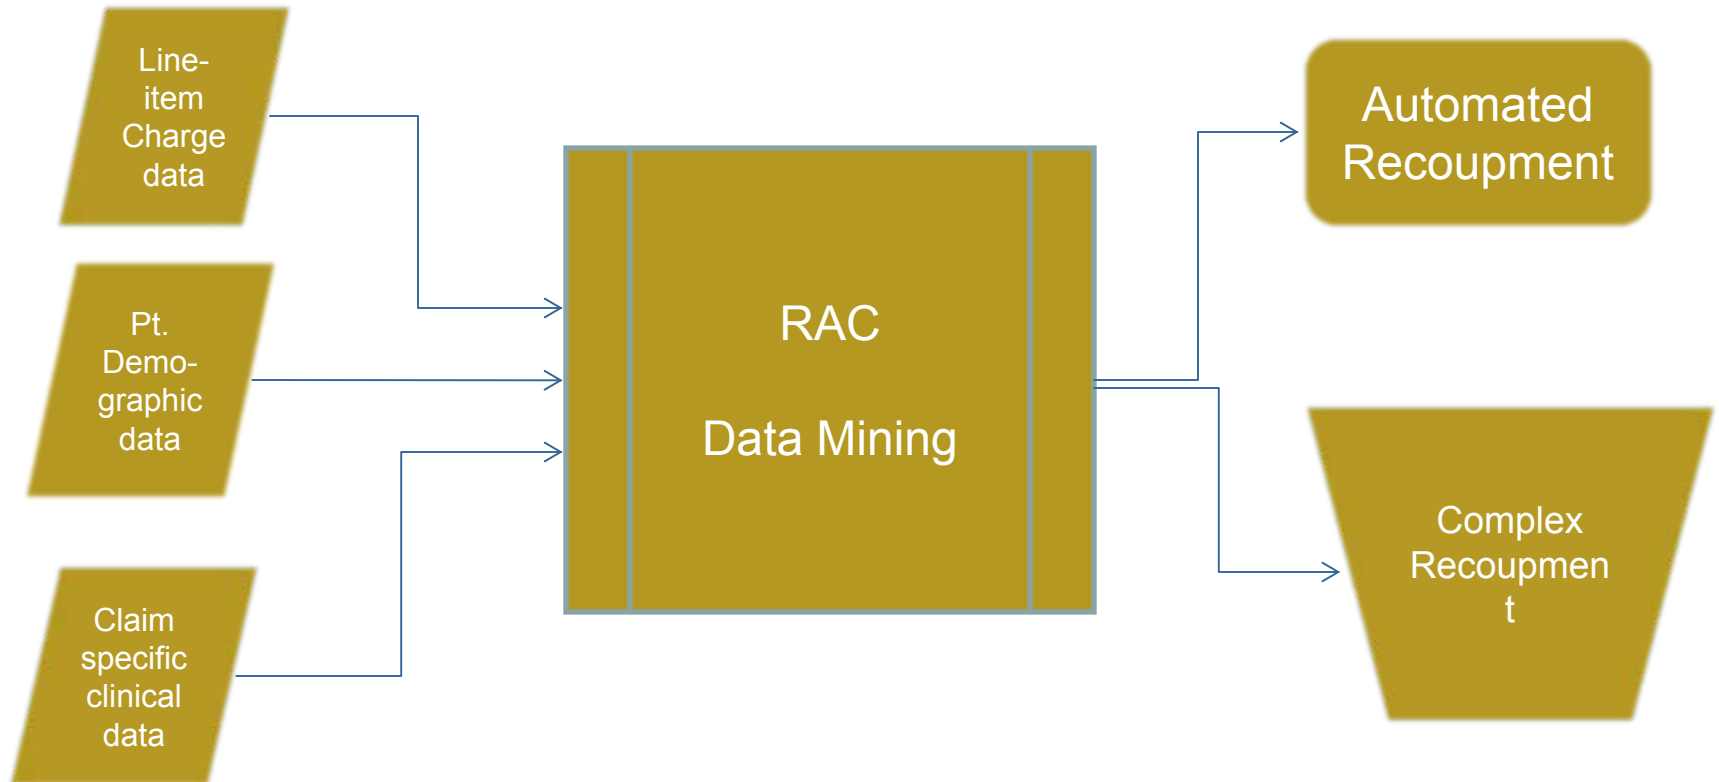 Line-
item
Charge
data
Pt.
Demo-
graphic
data
Claim
specific
clinical
data
RAC
Data Mining
Automated
Recoupment
Complex
Recoupmen
t